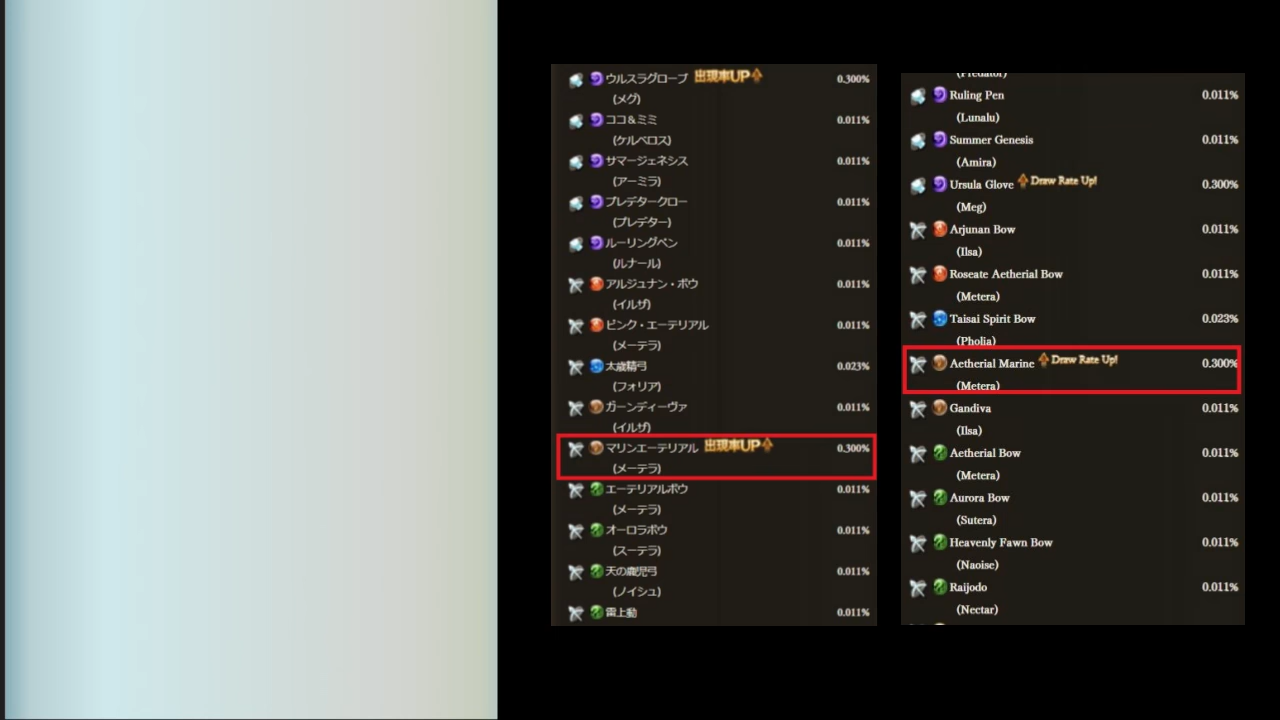 ウルスラグローブ 出現率UP 0.300%
(メグ)
ココ&ミミ 0.011%
(ケルベロス)
サマージェネシス 0.011%
(アーミラ)
プレデタークロー 0.011%
(プレデター)
ルーリングペン 0.011%
(ルナール)
アルジュナン・ボウ 0.011%
(イルザ)
ピンク・エーテリアル 0.011%
(メーテラ)
太歳精弓 0.023%
(フォリア)
ガーンディーヴァ 0.011%
(イルザ)
マリンエーテリアル 出現率UP 0.300%
(メーテラ)
エーテリアルボウ 0.011%
(メーテラ)
オーロラボウ 0.011%
(スーテラ)
天の鹿児弓 0.011%
(ノイシュ)
雷上動 0.011%
(Predator)
Ruling Pen 0.011%
(Lunalu)
Summer Genesis 0.011%
(Amira)
Ursula Glove Draw Rate Up! 0.300%
(Meg)
Arjunan Bow 0.011%
(Ilsa)
Roseate Aetherial Bow 0.011%
(Metera)
Taisai Spirit Bow 0.023%
(Pholia)
Aetherial Marine Draw Rate Up! 0.300%
(Metera)
Gandiva 0.011%
(Ilsa)
Aetherial Bow 0.011%
(Metera)
Aurora Bow 0.011%
(Sutera)
Heavenly Fawn Bow 0.011%
(Naoise)
Raijodo 0.011%
(Nectar)